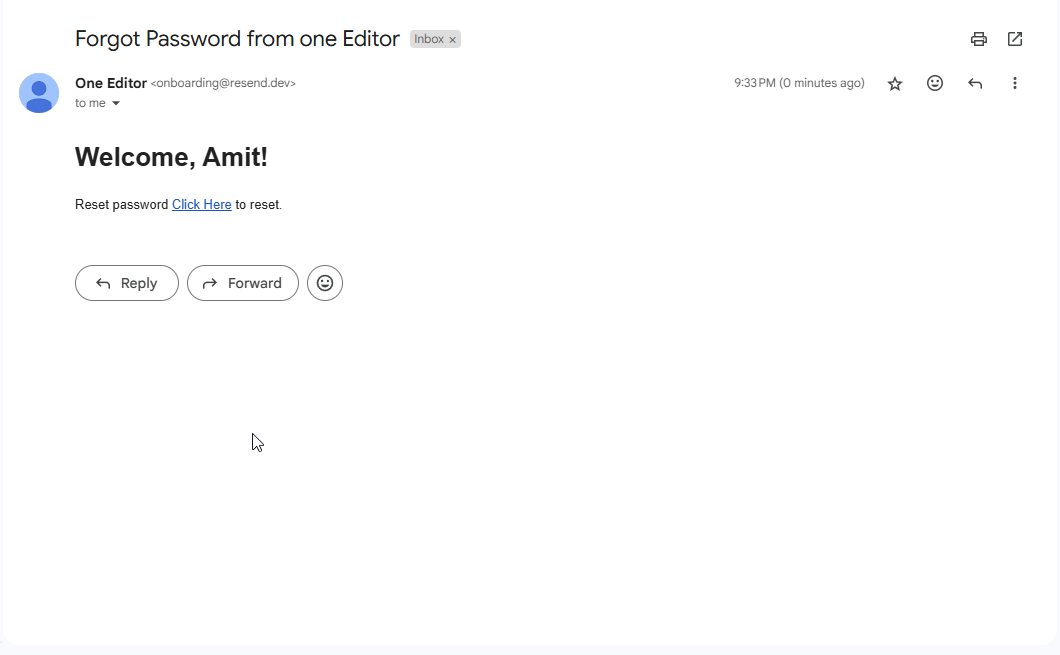 Forgot Password from one Editor Inbox ×
One Editor <onboarding@resend.dev> 9:33 PM (0 minutes ago)
to me
Welcome, Amit!
Reset password Click Here to reset.
Reply Forward